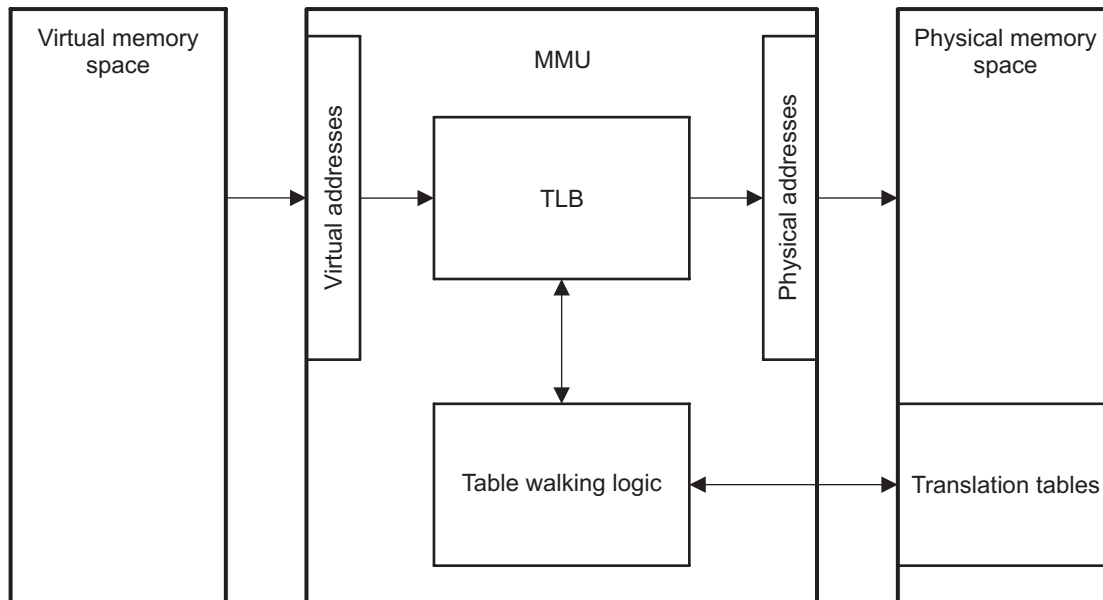 Virtual memory
space
MMU
Physical memory
space
Virtual addresses
TLB
Physical addresses
Table walking logic
Translation tables